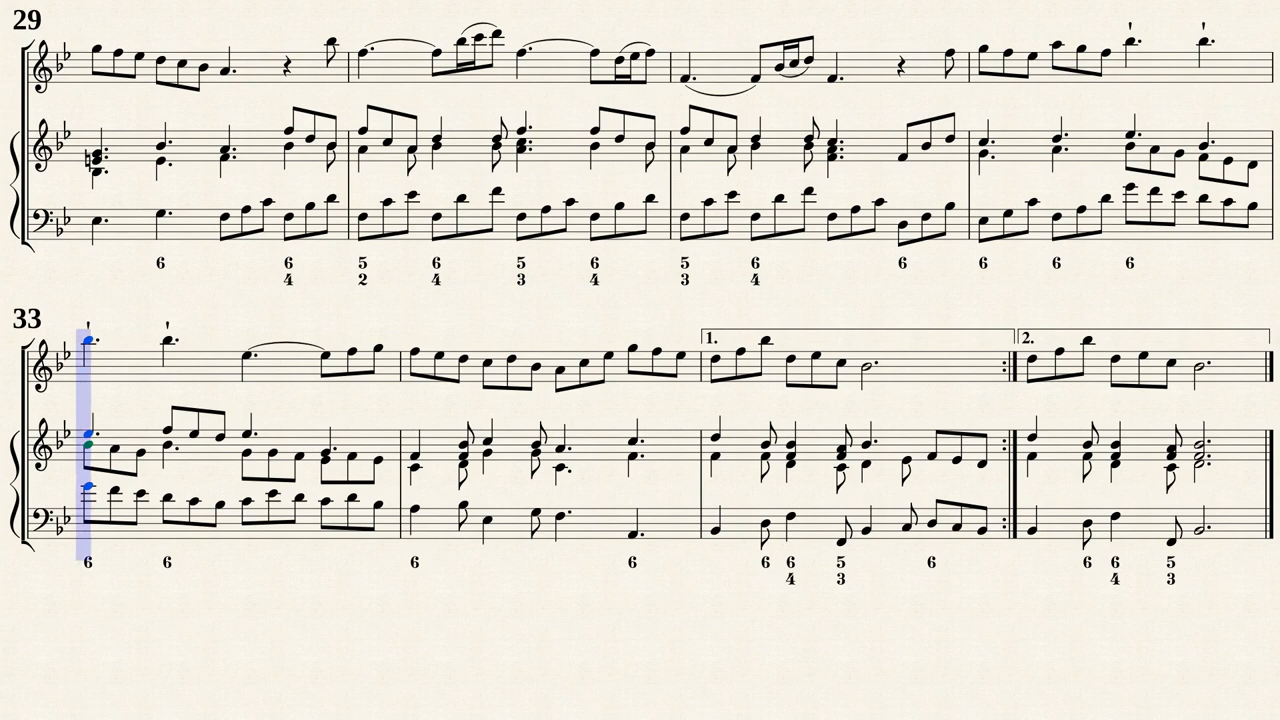 29
6 6 5 6 5 6 5 6 6 6 6 6
4 2 4 3 4 3 4
33
1. 2.
6 6 6 6 6 6 5 6 6 6 5
4 3 4 3